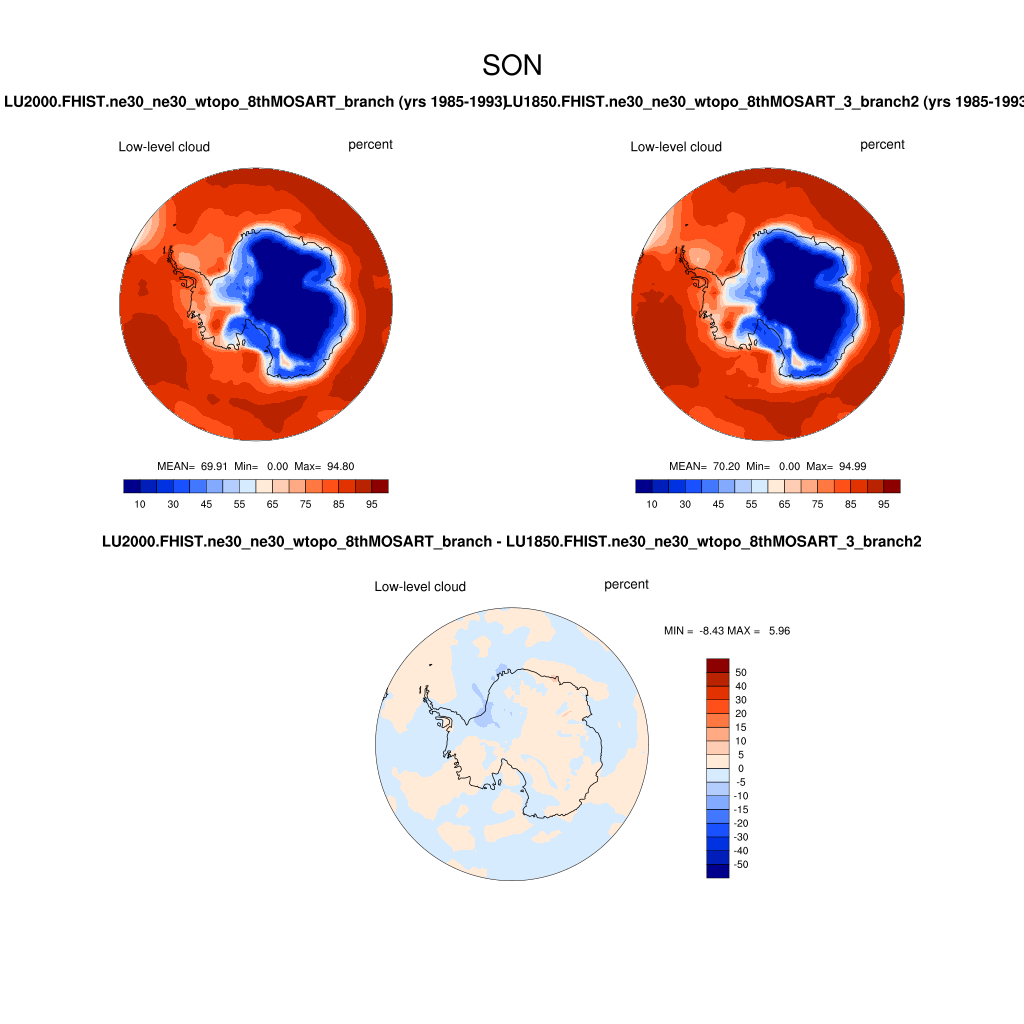 SON
LU2000.FHIST.ne30_ne30_wtopo_8thMOSART_branch (yrs 1985-1993)
LU1850.FHIST.ne30_ne30_wtopo_8thMOSART_3_branch2 (yrs 1985-1993
Low-level cloud percent
Low-level cloud percent
MEAN= 69.91 Min= 0.00 Max= 94.80
MEAN= 70.20 Min= 0.00 Max= 94.99
10 30 45 55 65 75 85 95
10 30 45 55 65 75 85 95
LU2000.FHIST.ne30_ne30_wtopo_8thMOSART_branch - LU1850.FHIST.ne30_ne30_wtopo_8thMOSART_3_branch2
Low-level cloud percent
MIN = -8.43 MAX = 5.96
50
40
30
20
15
10
5
0
-5
-10
-15
-20
-30
-40
-50